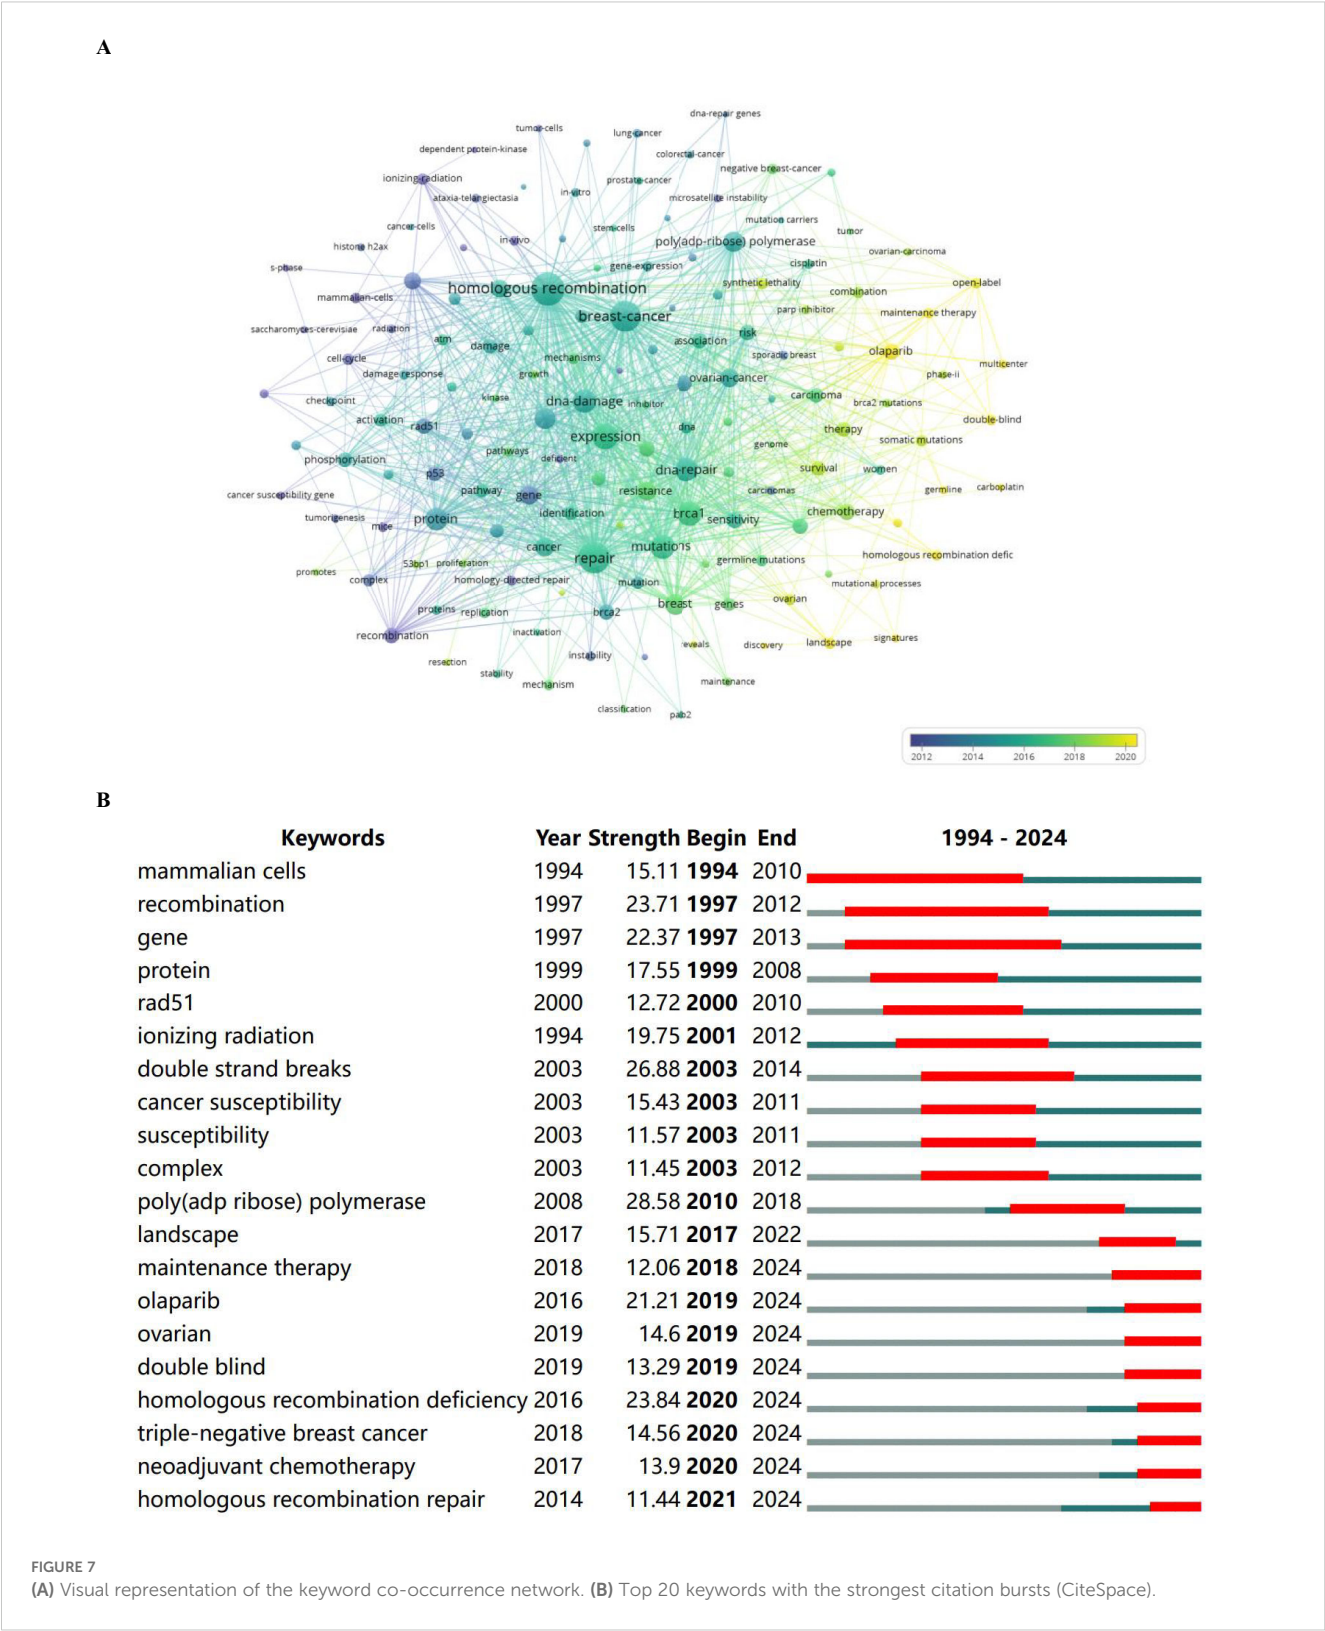 A
dna-repair genes
tumor-cells
lung-cancer
dependent protein-kinase
colorectal-cancer
negative breast-cancer
ionizing-radiation
prostate-cancer
in-vitro
ataxia-telangiectasia
microsatellite instability
mutation carriers
cancer-cells
stem-cells
tumor
in-vivo
poly(adp-ribose) polymerase
histone h2ax
ovarian-carcinoma
s-phase
gene-expression
cisplatin
synthetic lethality
open-label
homologous recombination
combination
mammalian-cells
parp inhibitor
maintenance therapy
breast-cancer
saccharomyces-cerevisiae
radiation
risk
atm
association
damage
olaparib
sporadic breast
cell-cycle
mechanisms
multicenter
damage response
growth
ovarian-cancer
phase-ii
kinase
carcinoma
checkpoint
dna-damage
inhibitor
brca2 mutations
activation
rad51
dna
therapy
double-blind
expression
somatic mutations
genome
pathways
deficient
phosphorylation
dna-repair
survival
women
p53
cancer susceptibility gene
pathway
gene
resistance
carcinomas
germline
carboplatin
tumorigenesis
protein
identification
brca1
sensitivity
chemotherapy
mice
cancer
repair
mutations
germline mutations
homologous recombination defic
promotes
53bp1
proliferation
complex
homology-directed repair
mutation
mutational processes
proteins
replication
brca2
breast
genes
ovarian
recombination
inactivation
reveals
discovery
landscape
signatures
resection
instability
stability
mechanism
maintenance
classification
palb2
2012 2014 2016 2018 2020
B
Keywords Year Strength Begin End 1994 - 2024
mammalian cells 1994 15.11 1994 2010
recombination 1997 23.71 1997 2012
gene 1997 22.37 1997 2013
protein 1999 17.55 1999 2008
rad51 2000 12.72 2000 2010
ionizing radiation 1994 19.75 2001 2012
double strand breaks 2003 26.88 2003 2014
cancer susceptibility 2003 15.43 2003 2011
susceptibility 2003 11.57 2003 2011
complex 2003 11.45 2003 2012
poly(adp ribose) polymerase 2008 28.58 2010 2018
landscape 2017 15.71 2017 2022
maintenance therapy 2018 12.06 2018 2024
olaparib 2016 21.21 2019 2024
ovarian 2019 14.6 2019 2024
double blind 2019 13.29 2019 2024
homologous recombination deficiency 2016 23.84 2020 2024
triple-negative breast cancer 2018 14.56 2020 2024
neoadjuvant chemotherapy 2017 13.9 2020 2024
homologous recombination repair 2014 11.44 2021 2024
FIGURE 7
(A) Visual representation of the keyword co-occurrence network. (B) Top 20 keywords with the strongest citation bursts (CiteSpace).